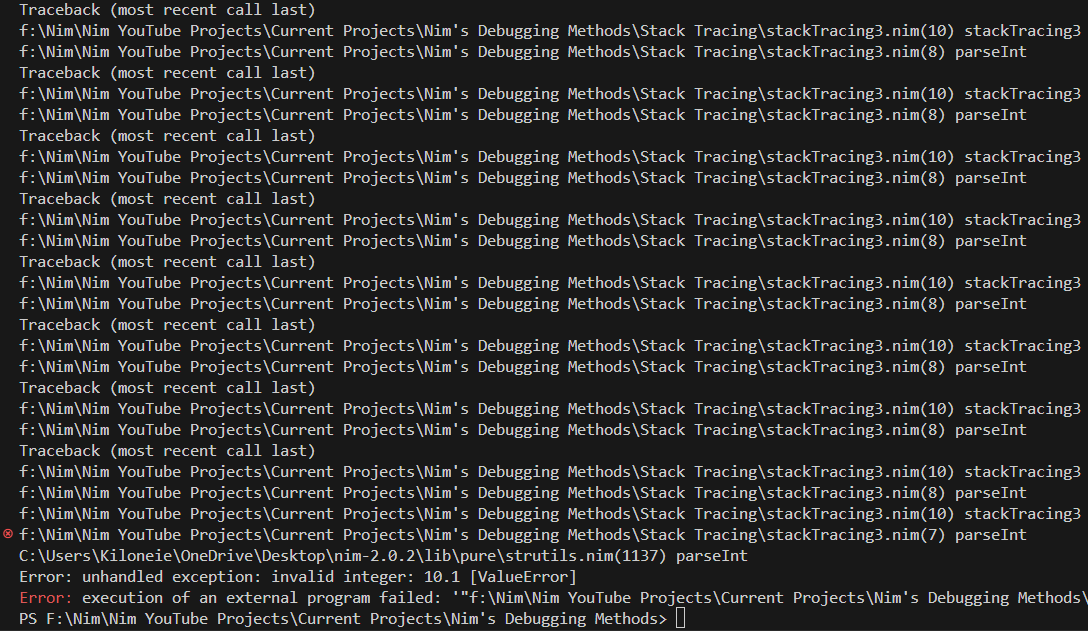 Traceback (most recent call last)
f:\Nim\Nim YouTube Projects\Current Projects\Nim's Debugging Methods\Stack Tracing\stackTracing3.nim(10) stackTracing3
f:\Nim\Nim YouTube Projects\Current Projects\Nim's Debugging Methods\Stack Tracing\stackTracing3.nim(8) parseInt
Traceback (most recent call last)
f:\Nim\Nim YouTube Projects\Current Projects\Nim's Debugging Methods\Stack Tracing\stackTracing3.nim(10) stackTracing3
f:\Nim\Nim YouTube Projects\Current Projects\Nim's Debugging Methods\Stack Tracing\stackTracing3.nim(8) parseInt
Traceback (most recent call last)
f:\Nim\Nim YouTube Projects\Current Projects\Nim's Debugging Methods\Stack Tracing\stackTracing3.nim(10) stackTracing3
f:\Nim\Nim YouTube Projects\Current Projects\Nim's Debugging Methods\Stack Tracing\stackTracing3.nim(8) parseInt
Traceback (most recent call last)
f:\Nim\Nim YouTube Projects\Current Projects\Nim's Debugging Methods\Stack Tracing\stackTracing3.nim(10) stackTracing3
f:\Nim\Nim YouTube Projects\Current Projects\Nim's Debugging Methods\Stack Tracing\stackTracing3.nim(8) parseInt
Traceback (most recent call last)
f:\Nim\Nim YouTube Projects\Current Projects\Nim's Debugging Methods\Stack Tracing\stackTracing3.nim(10) stackTracing3
f:\Nim\Nim YouTube Projects\Current Projects\Nim's Debugging Methods\Stack Tracing\stackTracing3.nim(8) parseInt
Traceback (most recent call last)
f:\Nim\Nim YouTube Projects\Current Projects\Nim's Debugging Methods\Stack Tracing\stackTracing3.nim(10) stackTracing3
f:\Nim\Nim YouTube Projects\Current Projects\Nim's Debugging Methods\Stack Tracing\stackTracing3.nim(8) parseInt
Traceback (most recent call last)
f:\Nim\Nim YouTube Projects\Current Projects\Nim's Debugging Methods\Stack Tracing\stackTracing3.nim(10) stackTracing3
f:\Nim\Nim YouTube Projects\Current Projects\Nim's Debugging Methods\Stack Tracing\stackTracing3.nim(8) parseInt
Traceback (most recent call last)
f:\Nim\Nim YouTube Projects\Current Projects\Nim's Debugging Methods\Stack Tracing\stackTracing3.nim(10) stackTracing3
f:\Nim\Nim YouTube Projects\Current Projects\Nim's Debugging Methods\Stack Tracing\stackTracing3.nim(8) parseInt
f:\Nim\Nim YouTube Projects\Current Projects\Nim's Debugging Methods\Stack Tracing\stackTracing3.nim(10) stackTracing3
f:\Nim\Nim YouTube Projects\Current Projects\Nim's Debugging Methods\Stack Tracing\stackTracing3.nim(7) parseInt
C:\Users\Kiloneie\OneDrive\Desktop\nim-2.0.2\lib\pure\strutils.nim(1137) parseInt
Error: unhandled exception: invalid integer: 10.1 [ValueError]
Error: execution of an external program failed: '"f:\Nim\Nim YouTube Projects\Current Projects\Nim's Debugging Methods\
PS F:\Nim\Nim YouTube Projects\Current Projects\Nim's Debugging Methods>